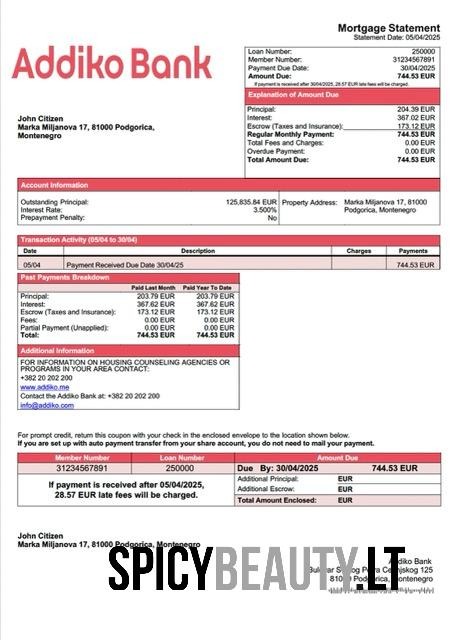 Mortgage Statement
Statement Date: 05/04/2025
Addiko Bank
Loan Number: 250000
Member Number: 31234567891
Payment Due Date: 30/04/2025
Amount Due: 744.53 EUR
If payment is received after 30/04/2025, 28.57 EUR late fees will be charged.
Explanation of Amount Due
Principal: 204.39 EUR
Interest: 367.02 EUR
Escrow (Taxes and Insurance): 173.12 EUR
Regular Monthly Payment: 744.53 EUR
Total Fees and Charges: 0.00 EUR
Overdue Payment: 0.00 EUR
Total Amount Due: 744.53 EUR
John Citizen
Marka Miljanova 17, 81000 Podgorica,
Montenegro
Account Information
Outstanding Principal: 125,835.84 EUR
Interest Rate: 3.500%
Prepayment Penalty: No
Property Address: Marka Miljanova 17, 81000
Podgorica, Montenegro
Transaction Activity (05/04 to 30/04)
Date Description Charges Payments
05/04 Payment Received Due Date 30/04/25 744.53 EUR
Past Payments Breakdown
Paid Last Month Paid Year To Date
Principal: 203.79 EUR 203.79 EUR
Interest: 367.62 EUR 367.62 EUR
Escrow (Taxes and Insurance): 173.12 EUR 173.12 EUR
Fees: 0.00 EUR 0.00 EUR
Partial Payment (Unapplied): 0.00 EUR 0.00 EUR
Total: 744.53 EUR 744.53 EUR
Additional Information
FOR INFORMATION ON HOUSING COUNSELING AGENCIES OR
PROGRAMS IN YOUR AREA CONTACT:
+382 20 202 200
www.addiko.me
Contact the Addiko Bank at: +382 20 202 200
info@addiko.com
For prompt credit, return this coupon with your check in the enclosed envelope to the location shown below.
If you are set up with auto payment transfer from your share account, you do not need to mail your payment.
Member Number Loan Number Amount Due
31234567891 250000 Due By: 30/04/2025 744.53 EUR
If payment is received after 05/04/2025,
28.57 EUR late fees will be charged.
Additional Principal: EUR
Additional Escrow: EUR
Total Amount Enclosed: EUR
John Citizen
Marka Miljanova 17, 81000 Podgorica, Montenegro
Addiko Bank
125
81000 Podgorica, Montenegro
SPICYBEAUTY.LT